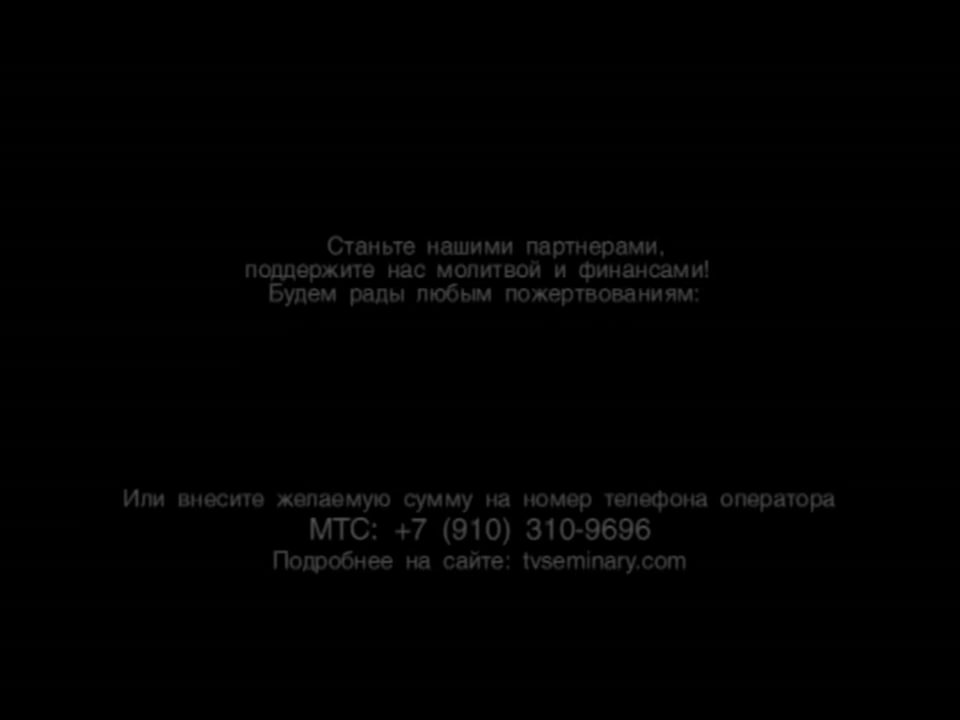 Станьте нашими партнерами,
поддержите нас молитвой и финансами!
Будем рады любым пожертвованиям:
Или внесите желаемую сумму на номер телефона оператора
МТС: +7 (910) 310-9696
Подробнее на сайте: tvseminary.com